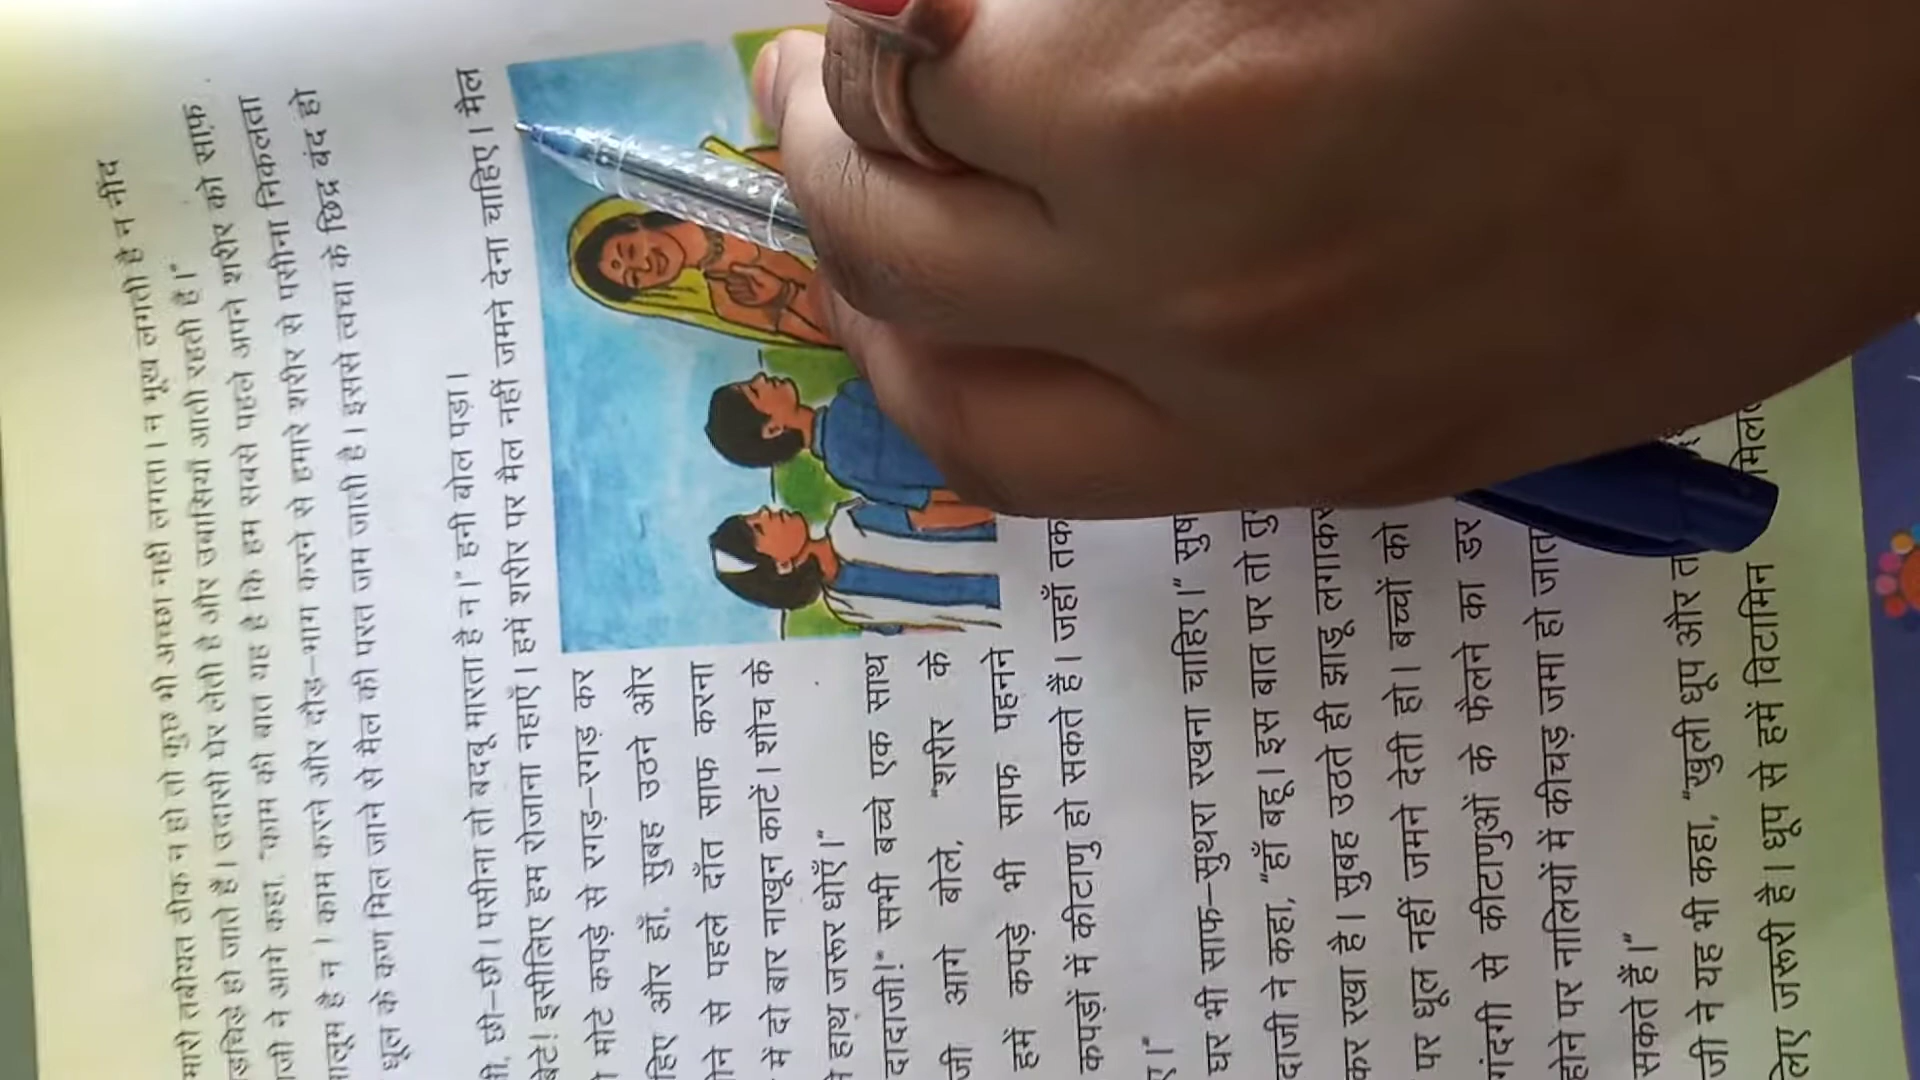 तबीयत ठीक न हो तो कुछ भी अच्छा नहीं लगता। न भूख लगती है न नींद
हो जाते हैं। उदासी घेर लेती है और उबासियाँ आती रहती हैं।"
ने आगे कहा, "काम की बात यह है कि हम सबसे पहले अपने शरीर को साफ़
है न। काम करने और दौड़-भाग करने से हमारे शरीर से पसीना निकलता
धूल के कण मिल जाने से मैल की परत जम जाती है। इससे त्वचा के छिद्र बंद हो
छी-छी। पसीना तो बदबू मारता है न।" हनी बोल पड़ा।
बेटे! इसीलिए हम रोजाना नहाएँ। हमें शरीर पर मैल नहीं जमने देना चाहिए। मैल
मोटे कपड़े से रगड़-रगड़ कर
और हाँ, सुबह उठने और
से पहले दाँत साफ करना
में दो बार नाखून काटें। शौच के
हाथ जरूर धोएँ।"
दादाजी!" सभी बच्चे एक साथ
जी आगे बोले, "शरीर के
हमें कपड़े भी साफ पहनने
कपड़ों में कीटाणु हो सकते हैं। जहाँ तक
घर भी साफ-सुथरा रखना चाहिए।"
ने कहा, "हाँ बहू। इस बात पर तो
कर रखा है। सुबह उठते ही झाड़ू लगाकर
पर धूल नहीं जमने देती हो। बच्चों को
गंदगी से कीटाणुओं के फैलने का डर
होने पर नालियों में कीचड़ जमा हो
सकते हैं।"
जी ने यह भी कहा, "खुली धूप और
लिए जरूरी है। धूप से हमें विटामिन